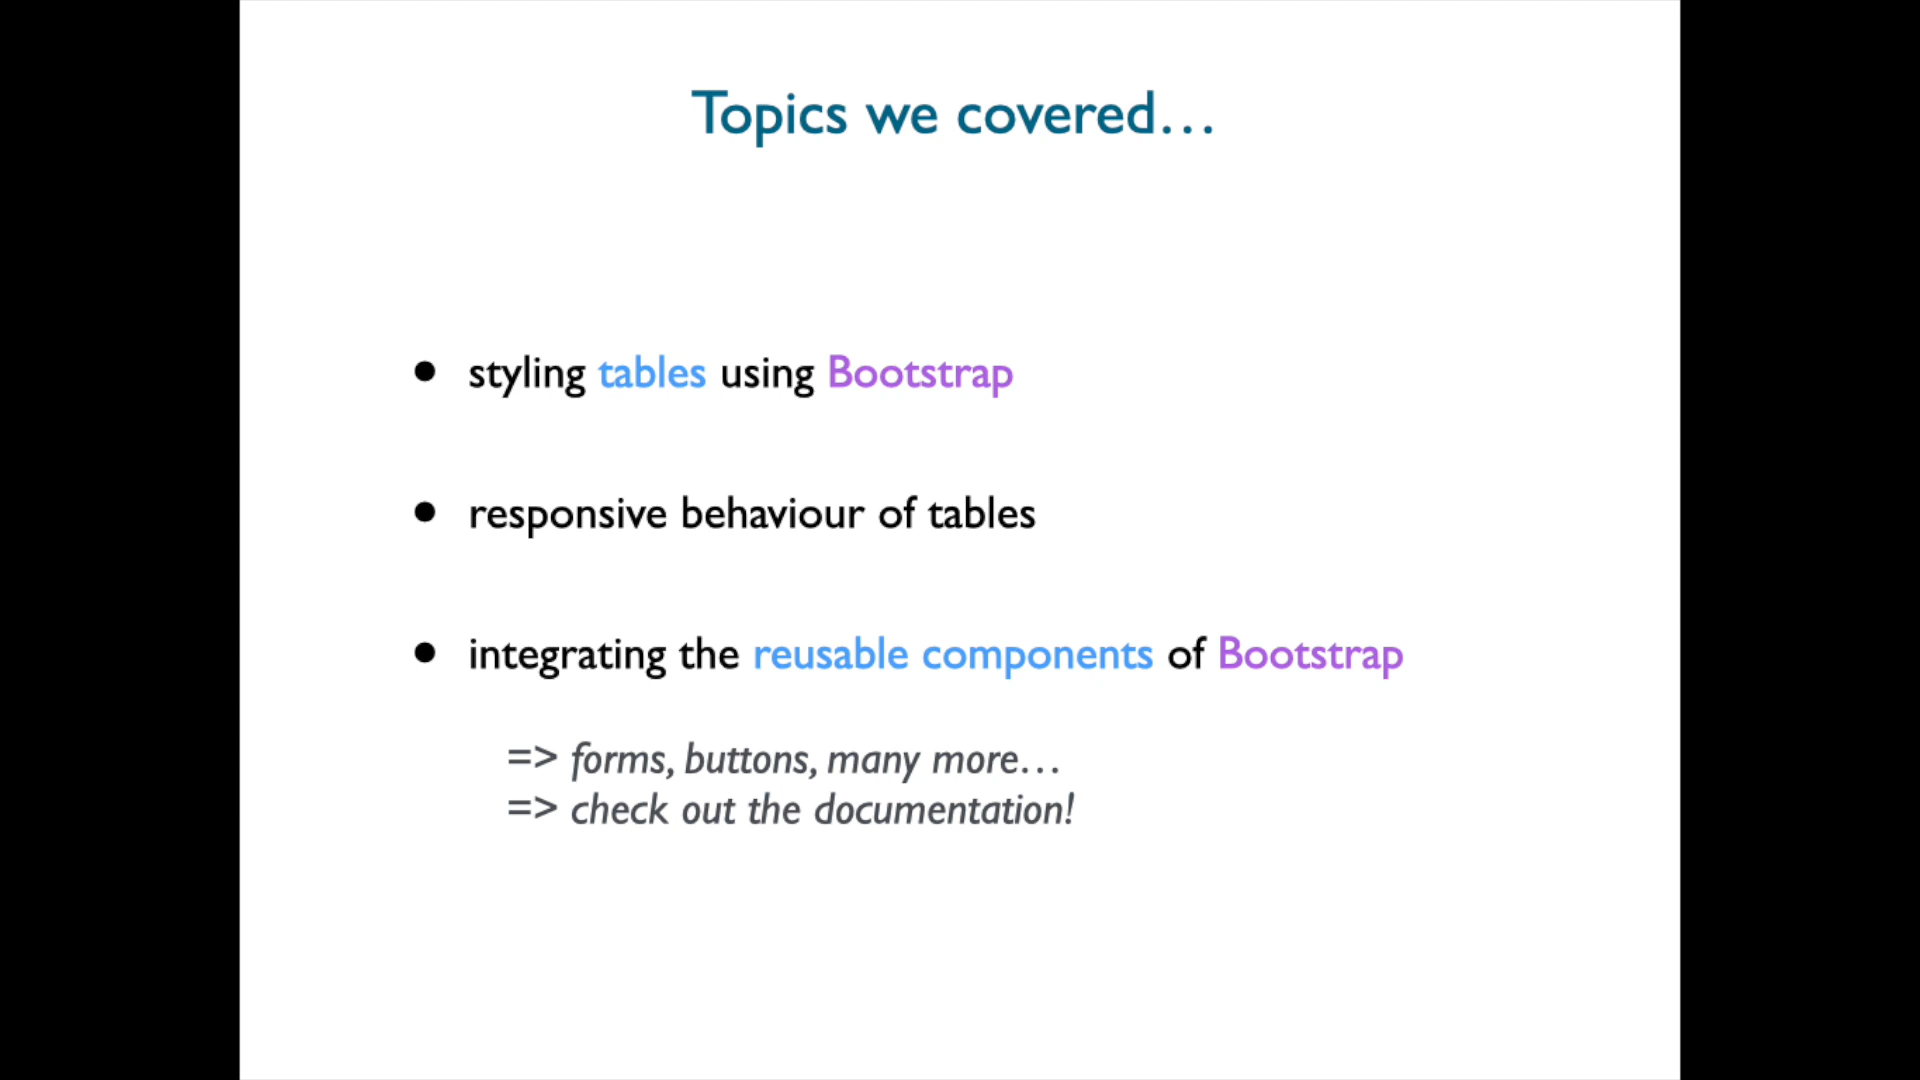 Topics we covered…
• styling tables using Bootstrap
• responsive behaviour of tables
• integrating the reusable components of Bootstrap
=> forms, buttons, many more…
=> check out the documentation!